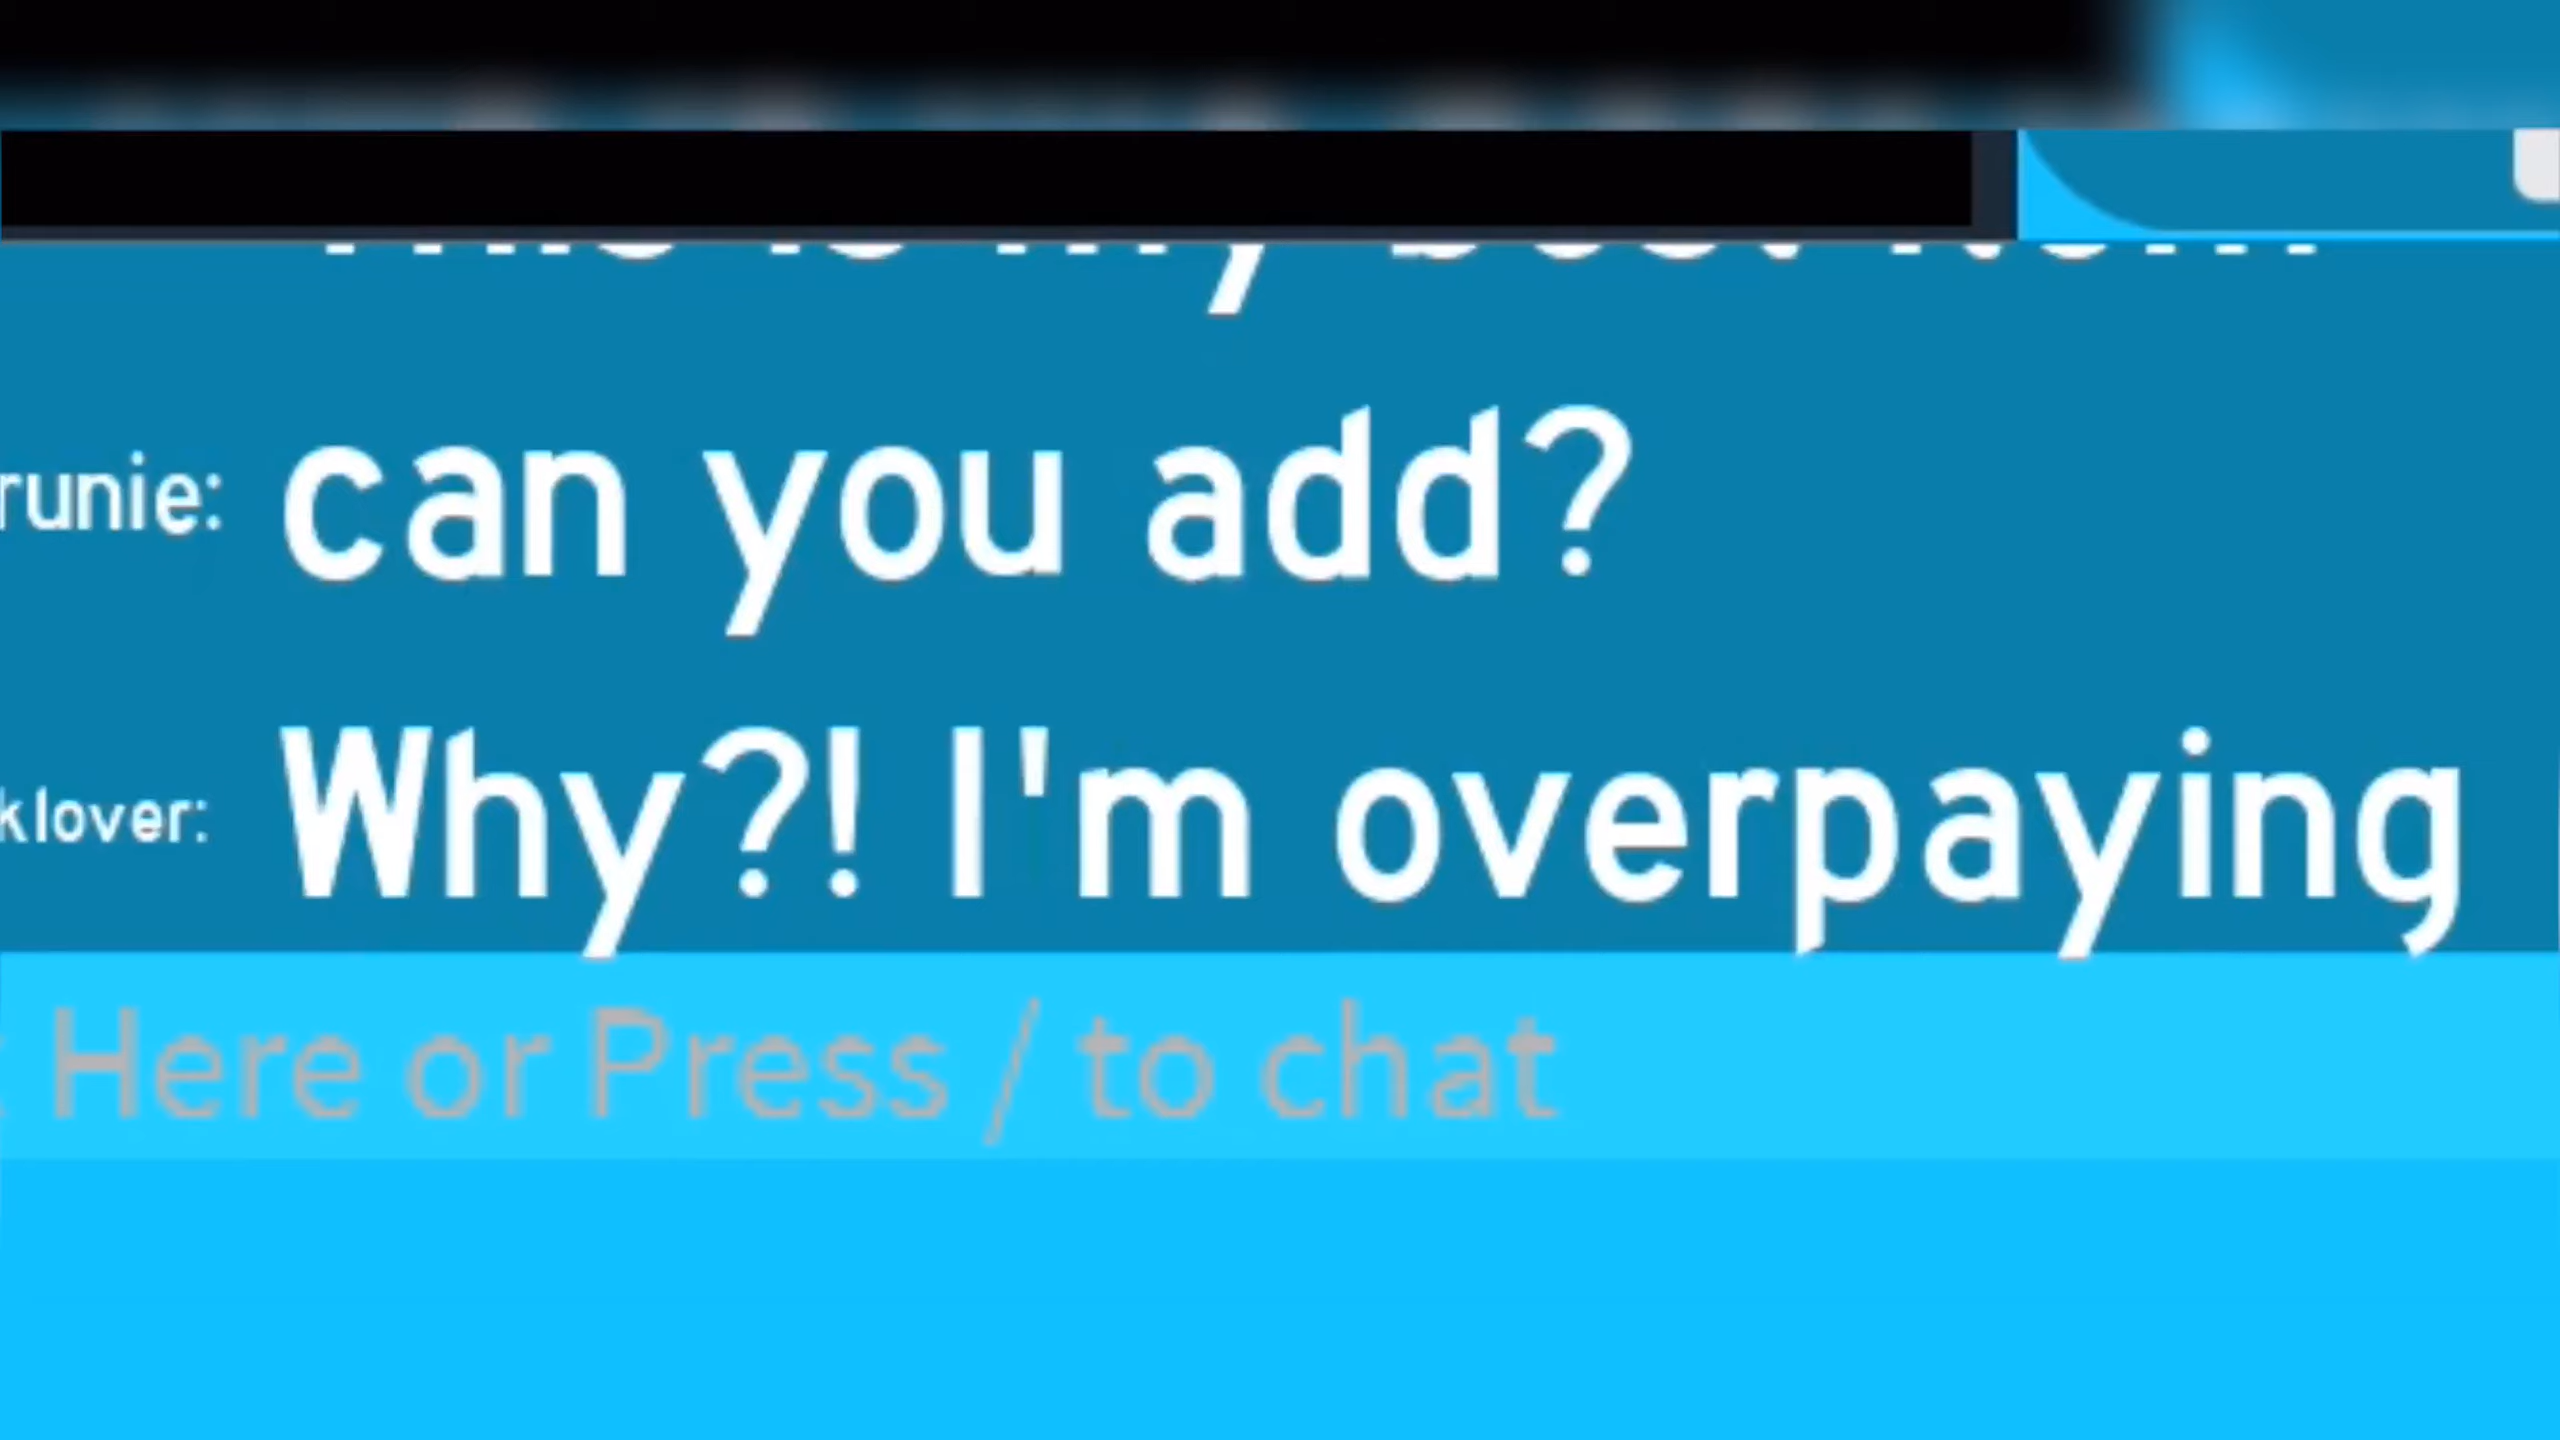 runie: can you add?
klover: Why?! I'm overpaying
Here or Press / to chat